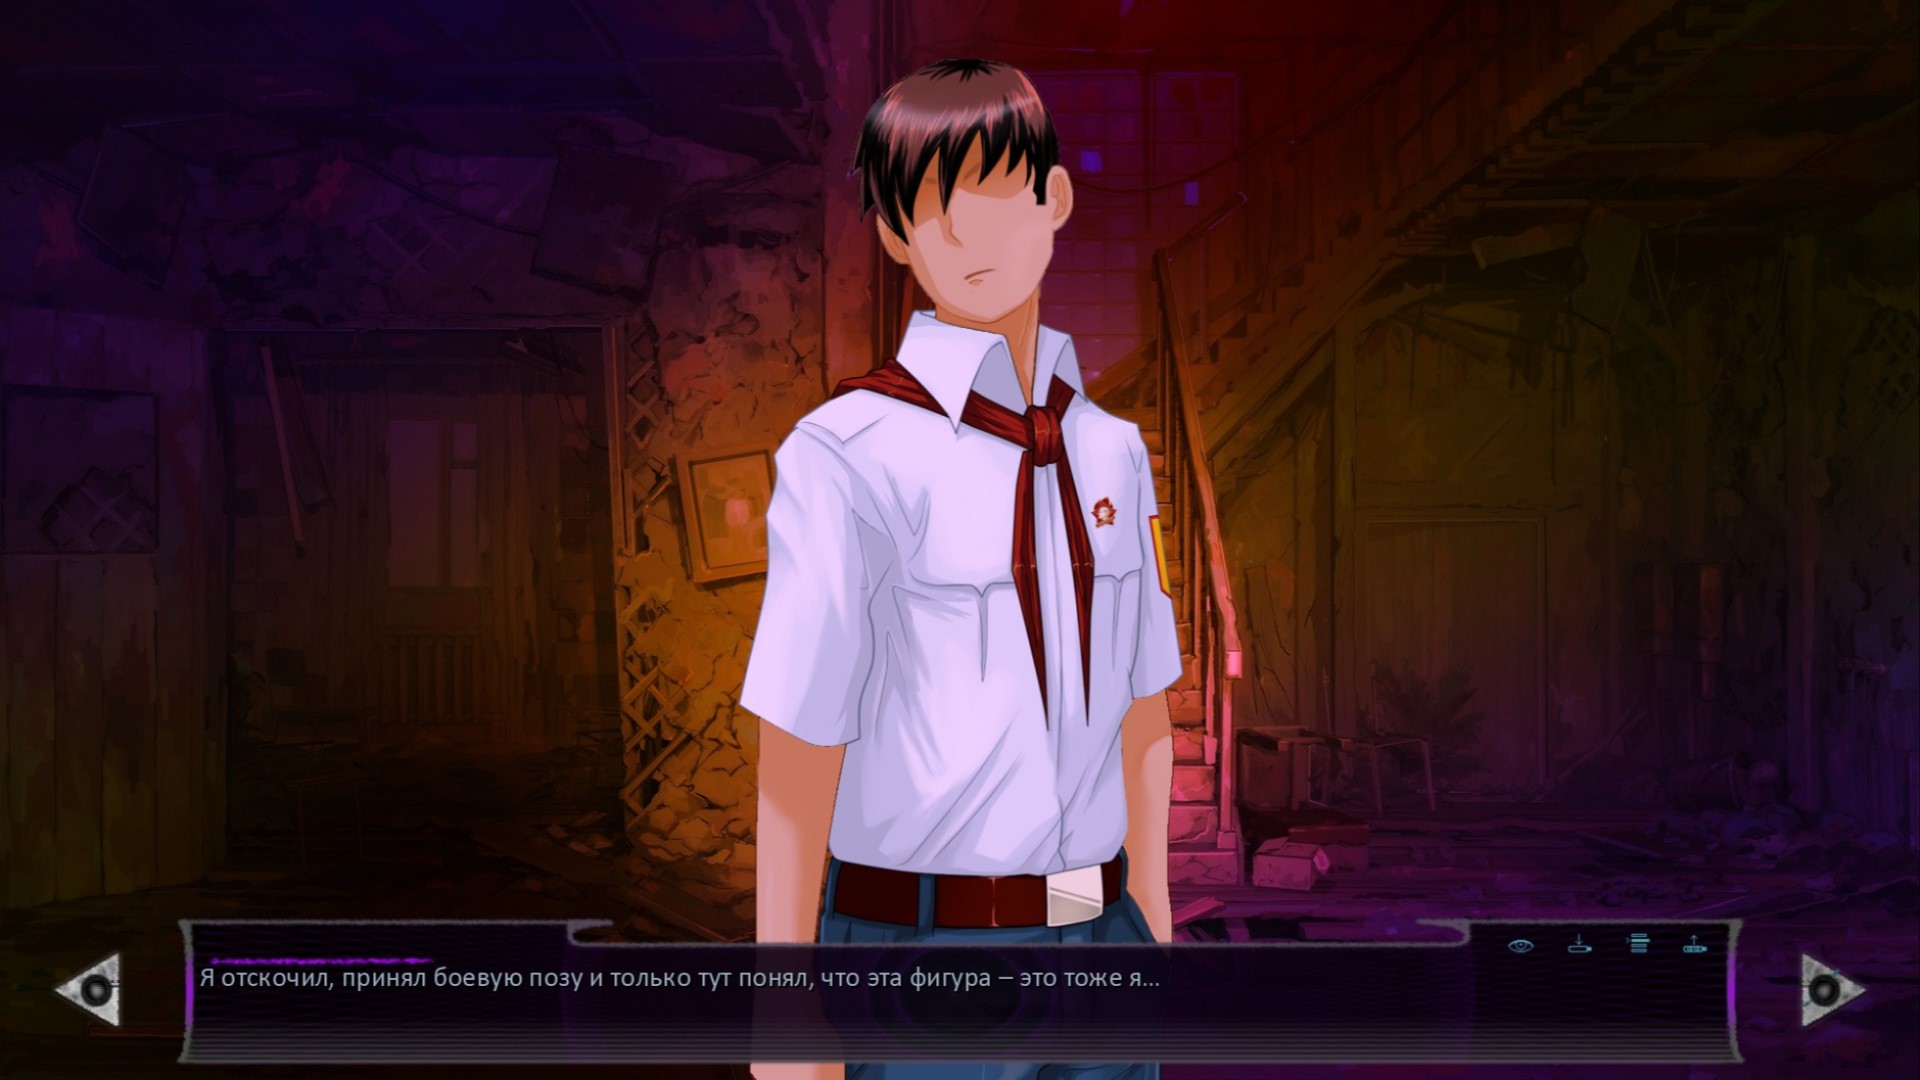 Я отскочил, принял боевую позу и только тут понял, что эта фигура – это тоже я...